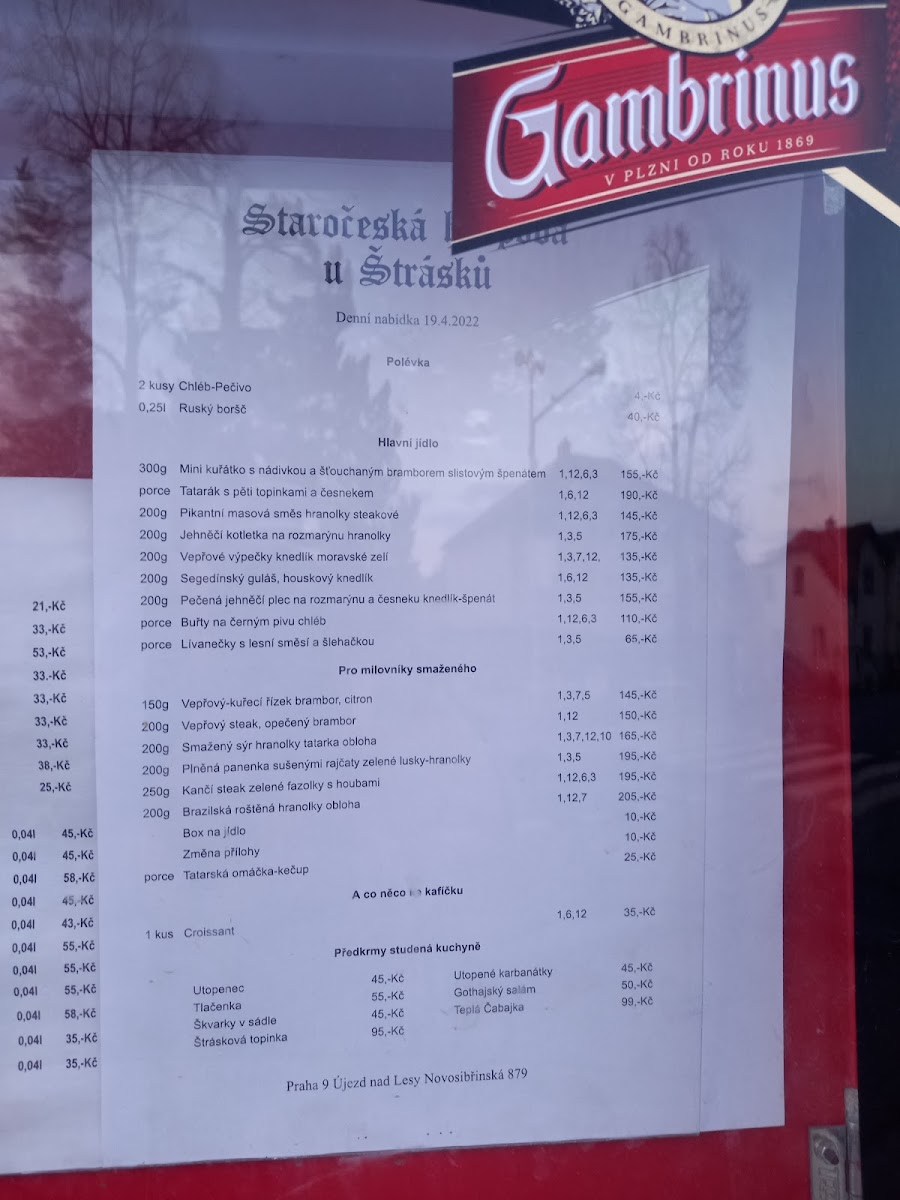 GAMBRINUS
Gambrinus
V PLZNI OD ROKU 1869
Staročeská
u Štrásků
Denní nabídka 19.4.2022
Polévka
2 kusy Chléb-Pečivo 4,-Kč
0,25l Ruský boršč 40,-Kč
Hlavní jídlo
300g Mini kuřátko s nádivkou a šťouchaným bramborem slistovým špenátem 1,12,6,3 155,-Kč
porce Tatarák s pěti topinkami a česnekem 1,6,12 190,-Kč
200g Pikantní masová směs hranolky steakové 1,12,6,3 145,-Kč
200g Jehněčí kotletka na rozmarýnu hranolky 1,3,5 175,-Kč
200g Vepřové výpečky knedlík moravské zelí 1,3,7,12, 135,-Kč
200g Segedínský guláš, houskový knedlík 1,6,12 135,-Kč
200g Pečená jehněčí plec na rozmarýnu a česneku knedlík-špenát 1,3,5 155,-Kč
porce Buřty na černým pivu chléb 1,12,6,3 110,-Kč
porce Lívanečky s lesní směsí a šlehačkou 1,3,5 65,-Kč
Pro milovníky smaženého
150g Vepřový-kuřecí řízek brambor, citron 1,3,7,5 145,-Kč
200g Vepřový steak, opečený brambor 1,12 150,-Kč
200g Smažený sýr hranolky tatarka obloha 1,3,7,12,10 165,-Kč
200g Plněná panenka sušenými rajčaty zelené lusky-hranolky 1,3,5 195,-Kč
250g Kančí steak zelené fazolky s houbami 1,12,6,3 195,-Kč
200g Brazilská roštěná hranolky obloha 1,12,7 205,-Kč
Box na jídlo 10,-Kč
Změna přílohy 10,-Kč
porce Tatarská omáčka-kečup 25,-Kč
A co něco kafíčku
1 kus Croissant 1,6,12 35,-Kč
Předkrmy studená kuchyně
Utopenec 45,-Kč Utopené karbanátky 45,-Kč
Tlačenka 55,-Kč Gothajský salám 50,-Kč
Škvarky v sádle 45,-Kč Teplá Čabajka 99,-Kč
Štrásková topinka 95,-Kč
Praha 9 Újezd nad Lesy Novosibřinská 879
21,-Kč
33,-Kč
53,-Kč
33.-Kč
33,-Kč
33,-Kč
33,-Kč
38,-Kč
25,-Kč
0,04l 45,-Kč
0,04l 45,-Kč
0,04l 58,-Kč
0,04l 45,-Kč
0,04l 43,-Kč
0,04l 55,-Kč
0,04l 55,-Kč
0,04l 55,-Kč
0,04l 58,-Kč
0,04l 35,-Kč
0,04l 35,-Kč